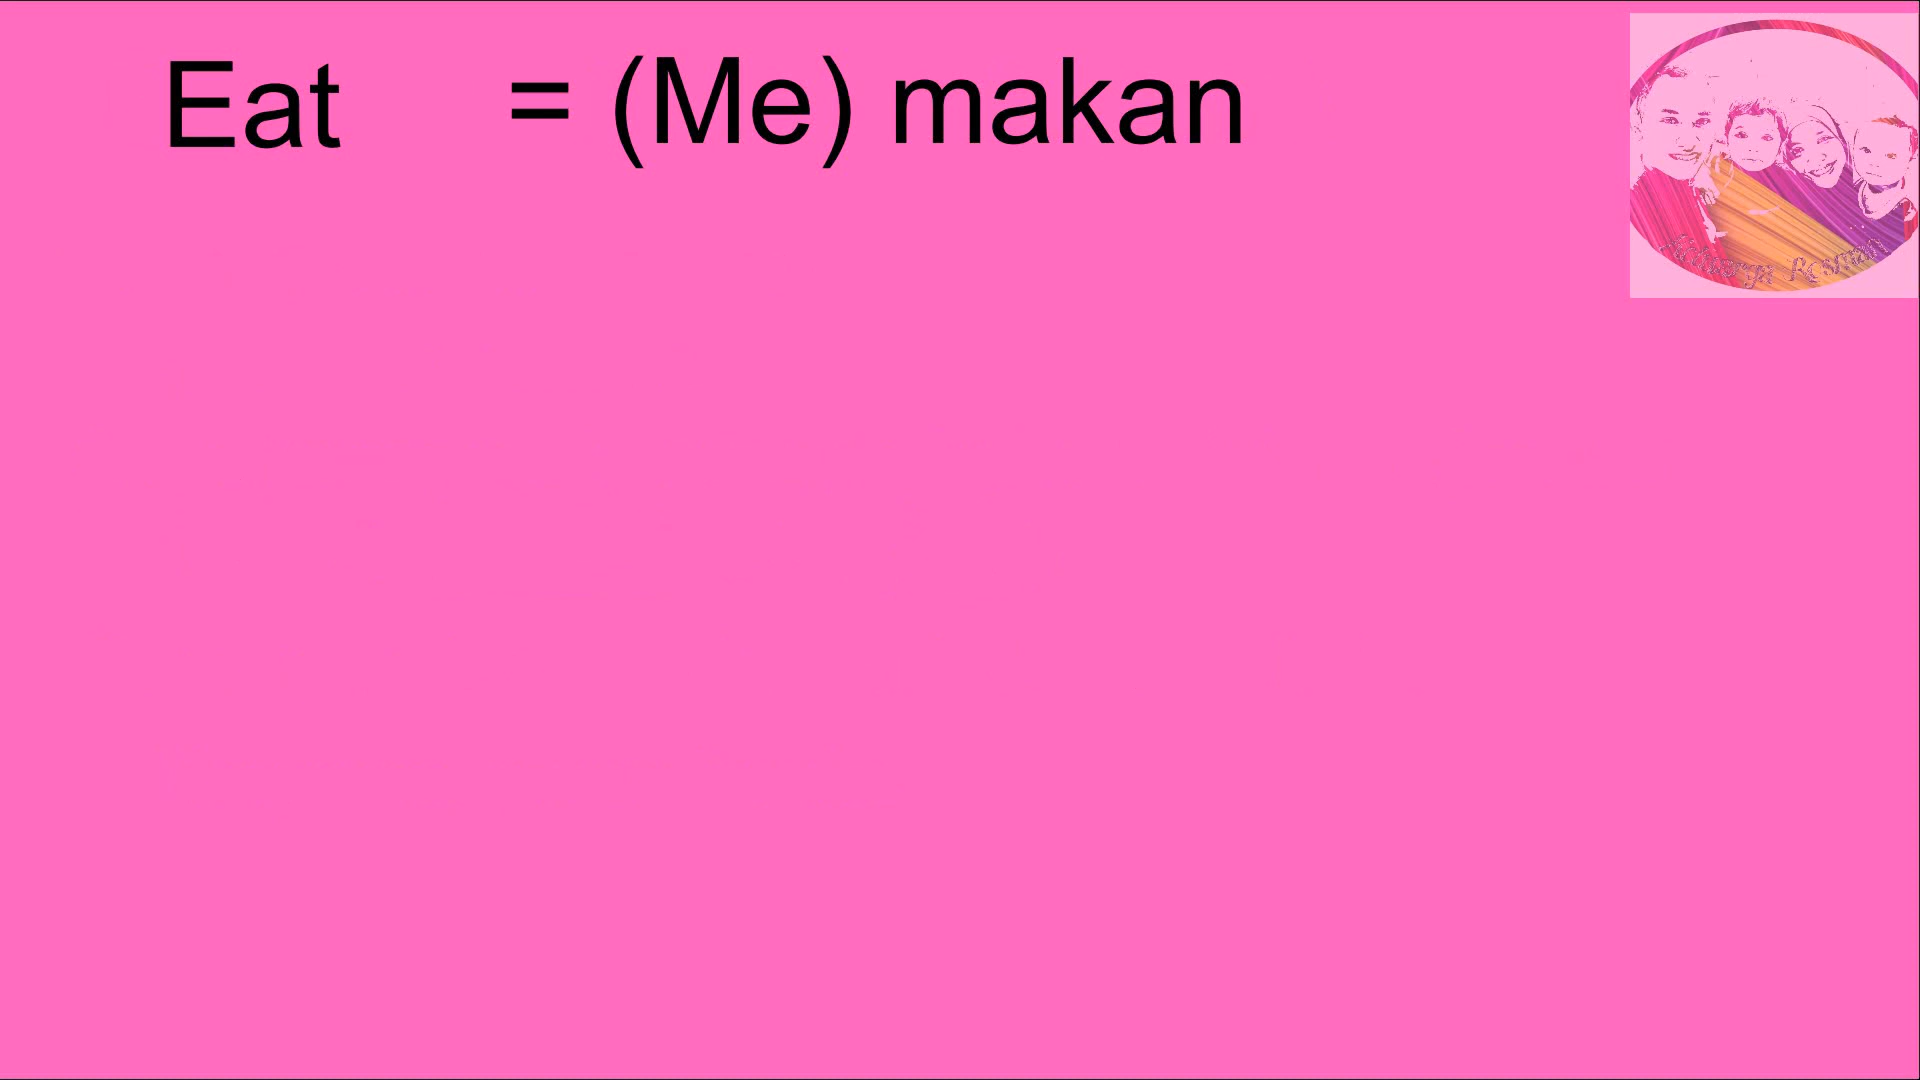 Eat = (Me) makan